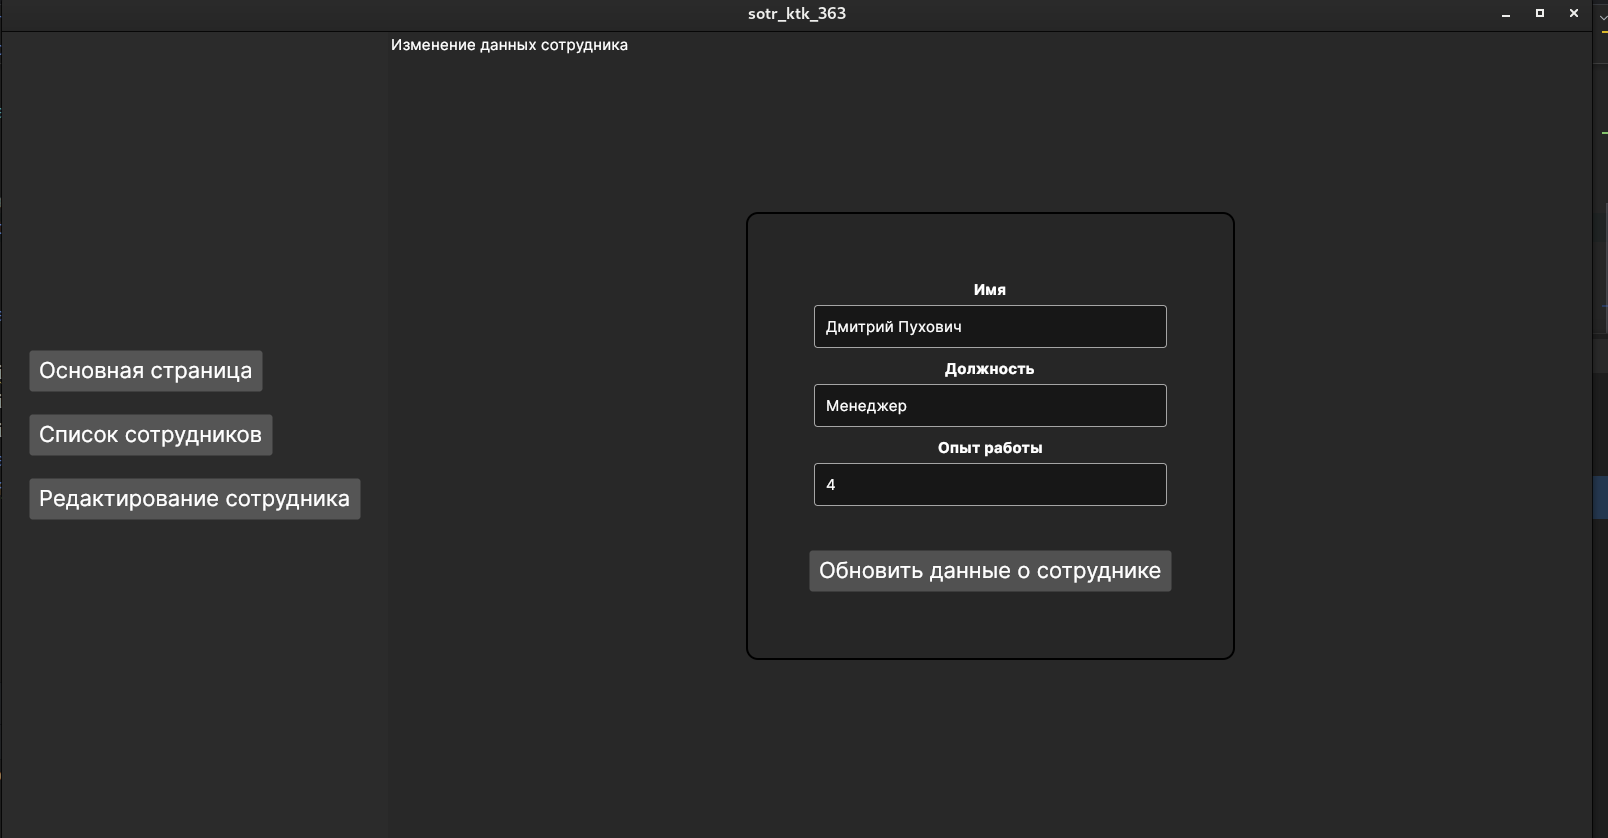 sotr_ktk_363
Изменение данных сотрудника
Основная страница
Список сотрудников
Редактирование сотрудника
Имя
Дмитрий Пухович
Должность
Менеджер
Опыт работы
4
Обновить данные о сотруднике